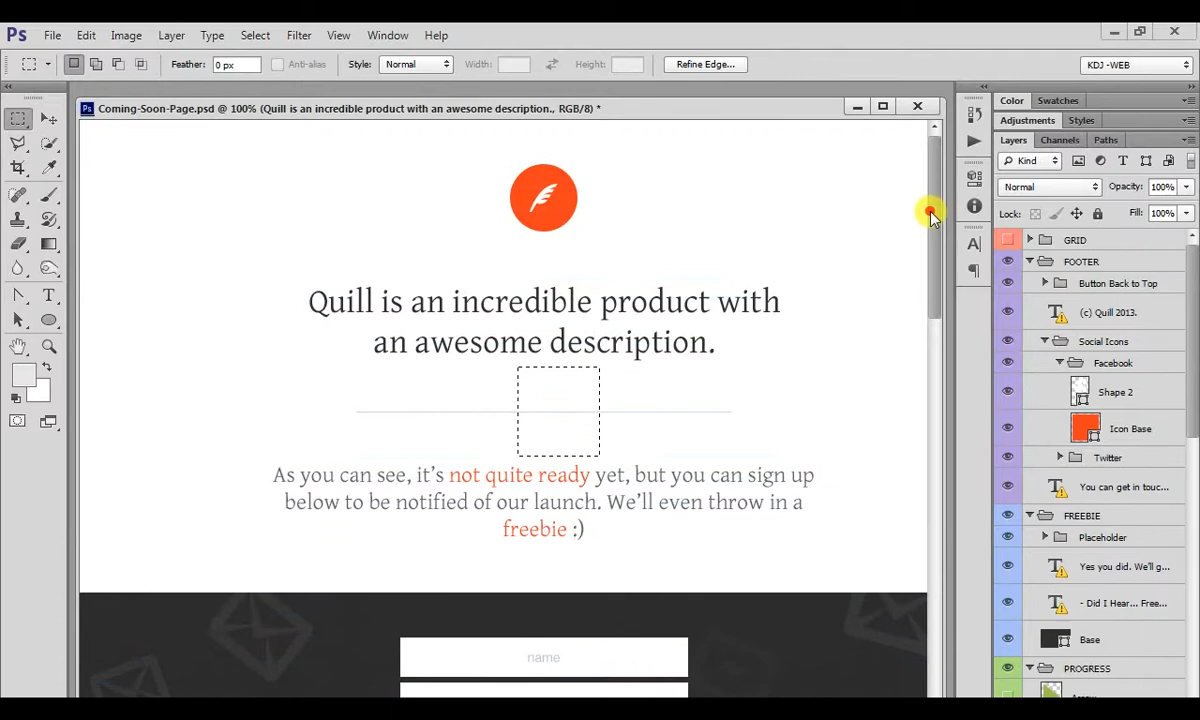 Ps File Edit Image Layer Type Select Filter View Window Help
Feather: 0 px Anti-alias Style: Normal Width: Height: Refine Edge... KDJ -WEB
Ps Coming-Soon-Page.psd @ 100% (Quill is an incredible product with an awesome description., RGB/8) *
Quill is an incredible product with
an awesome description.
As you can see, it's not quite ready yet, but you can sign up
below to be notified of our launch. We'll even throw in a
freebie :)
name
Color Swatches
Adjustments Styles
Layers Channels Paths
Kind
Normal Opacity: 100%
Lock: Fill: 100%
GRID
FOOTER
Button Back to Top
(c) Quill 2013.
Social Icons
Facebook
Shape 2
Icon Base
Twitter
You can get in touc...
FREEBIE
Placeholder
Yes you did. We'll g...
- Did I Hear... Free...
Base
PROGRESS